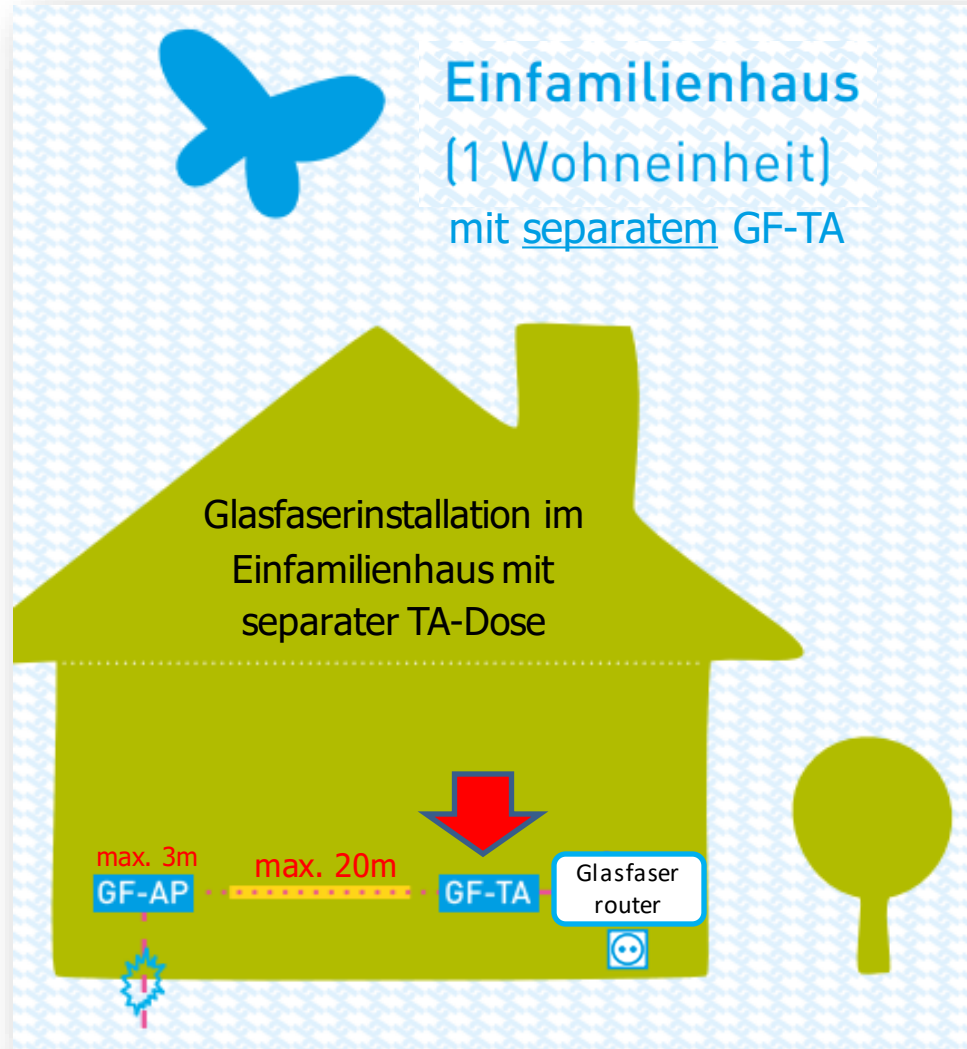 Einfamilienhaus
(1 Wohneinheit)
mit separatem GF-TA
Glasfaserinstallation im
Einfamilienhaus mit
separater TA-Dose
max. 3m
max. 20m
GF-AP
GF-TA
Glasfaser
router